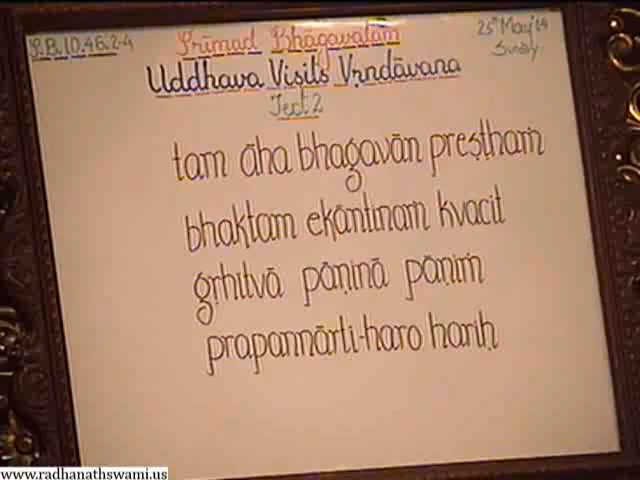 S.B. 10.46.2-4
Śrīmad Bhāgavatam
25th May'14
Sunday
Uddhava Visits Vṛndāvana
Text 2
tam āha bhagavān preṣṭhaṁ
bhaktam ekāntinaṁ kvacit
gṛhītvā pāṇinā pāṇiṁ
prapannārti-haro hariḥ
www.radhanathswami.us